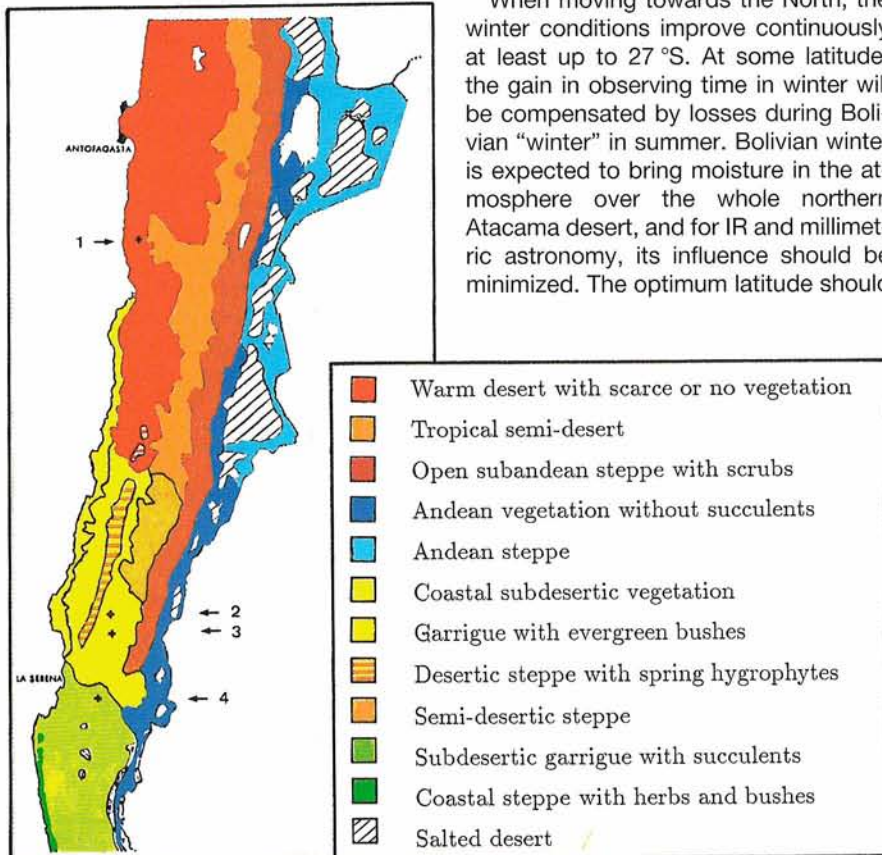 When moving towards the North, the
winter conditions improve continuously
at least up to 27 °S. At some latitude
the gain in observing time in winter wil
be compensated by losses during Boli
vian “winter” in summer. Bolivian winte
is expected to bring moisture in the at
mosphere over the whole northern
Atacama desert, and for IR and millimet
ric astronomy, its influence should be
minimized. The optimum latitude should
ANTOFAGASTA
1
2
3
LA SERENA
4
Warm desert with scarce or no vegetation
Tropical semi-desert
Open subandean steppe with scrubs
Andean vegetation without succulents
Andean steppe
Coastal subdesertic vegetation
Garrigue with evergreen bushes
Desertic steppe with spring hygrophytes
Semi-desertic steppe
Subdesertic garrigue with succulents
Coastal steppe with herbs and bushes
Salted desert